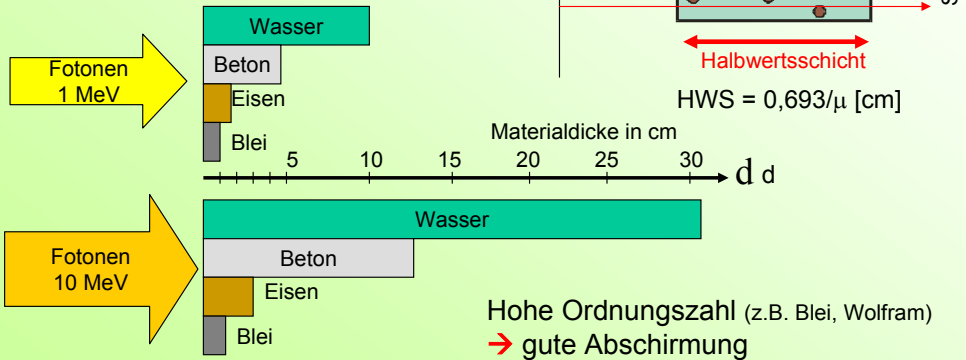 Wasser
Beton
Eisen
Blei
Fotonen
1 MeV
Halbwertsschicht
HWS = 0,693/μ [cm]
Materialdicke in cm
5 10 15 20 25 30
d d
Wasser
Beton
Eisen
Blei
Fotonen
10 MeV
Hohe Ordnungszahl (z.B. Blei, Wolfram)
→ gute Abschirmung